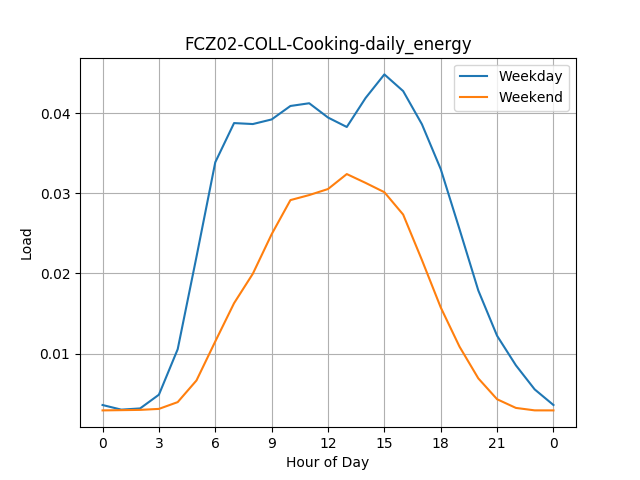 FCZ02-COLL-Cooking-daily_energy
Weekday
Weekend
0.04
0.03
0.02
0.01
Load
0 3 6 9 12 15 18 21 0
Hour of Day